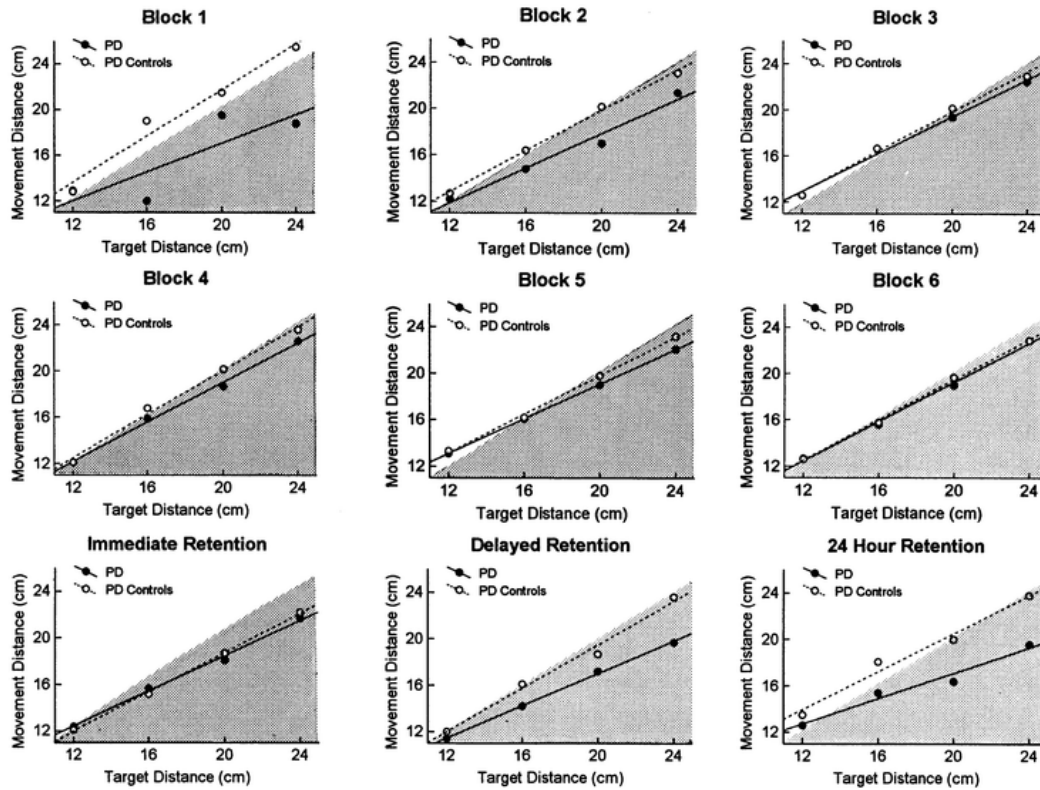 Block 1
PD
PD Controls
Movement Distance (cm)
24
20
16
12
12 16 20 24
Target Distance (cm)
Block 2
PD
PD Controls
Movement Distance (cm)
24
20
16
12
12 16 20 24
Target Distance (cm)
Block 3
PD
PD Controls
Movement Distance (cm)
24
20
16
12
12 16 20 24
Target Distance (cm)
Block 4
PD
PD Controls
Movement Distance (cm)
24
20
16
12
12 16 20 24
Target Distance (cm)
Block 5
PD
PD Controls
Movement Distance (cm)
24
20
16
12
12 16 20 24
Target Distance (cm)
Block 6
PD
PD Controls
Movement Distance (cm)
24
20
16
12
12 16 20 24
Target Distance (cm)
Immediate Retention
PD
PD Controls
Movement Distance (cm)
24
20
16
12
12 16 20 24
Target Distance (cm)
Delayed Retention
PD
PD Controls
Movement Distance (cm)
24
20
16
12
12 16 20 24
Target Distance (cm)
24 Hour Retention
PD
PD Controls
Movement Distance (cm)
24
20
16
12
12 16 20 24
Target Distance (cm)